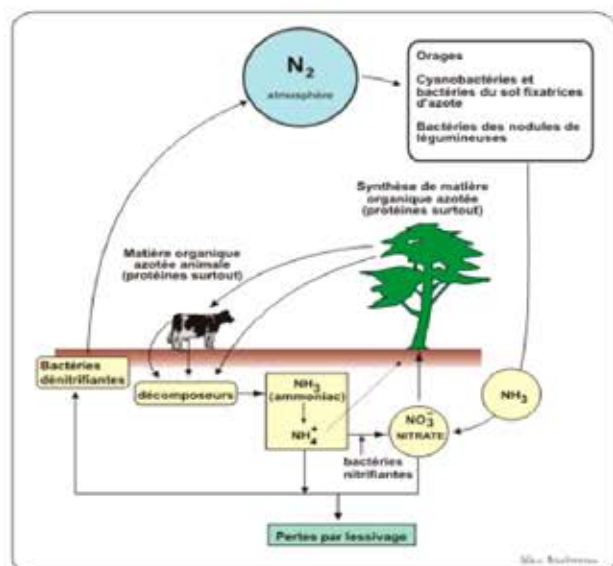 N₂
atmosphère
Orages
Cyanobactéries et
bactéries du sol fixatrices
d'azote
Bactéries des nodules de
légumineuses
Synthèse de matière
organique azotée
(protéines surtout)
Matière organique
azotée animale
(protéines surtout)
Bactéries
dénitrifiantes
décomposeurs
NH₃
(ammoniac)
NH₄⁺
NO₃⁻
NITRATE
NH₃
bactéries
nitrifiantes
Pertes par lessivage